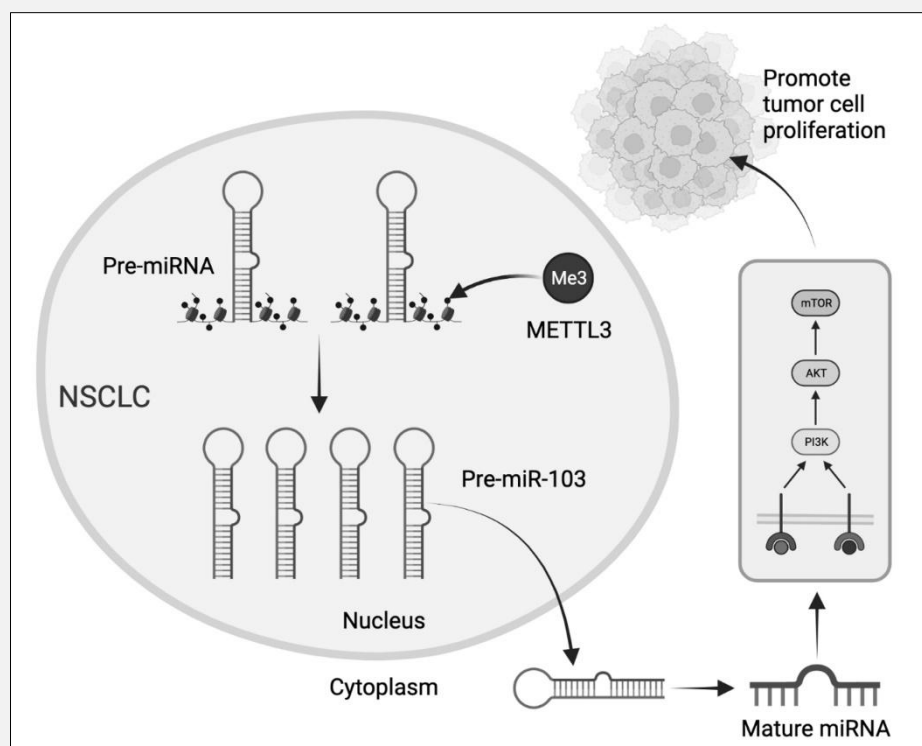 Promote
tumor cell
proliferation
Pre-miRNA
Me3
METTL3
NSCLC
mTOR
AKT
PI3K
Pre-miR-103
Nucleus
Cytoplasm
Mature miRNA